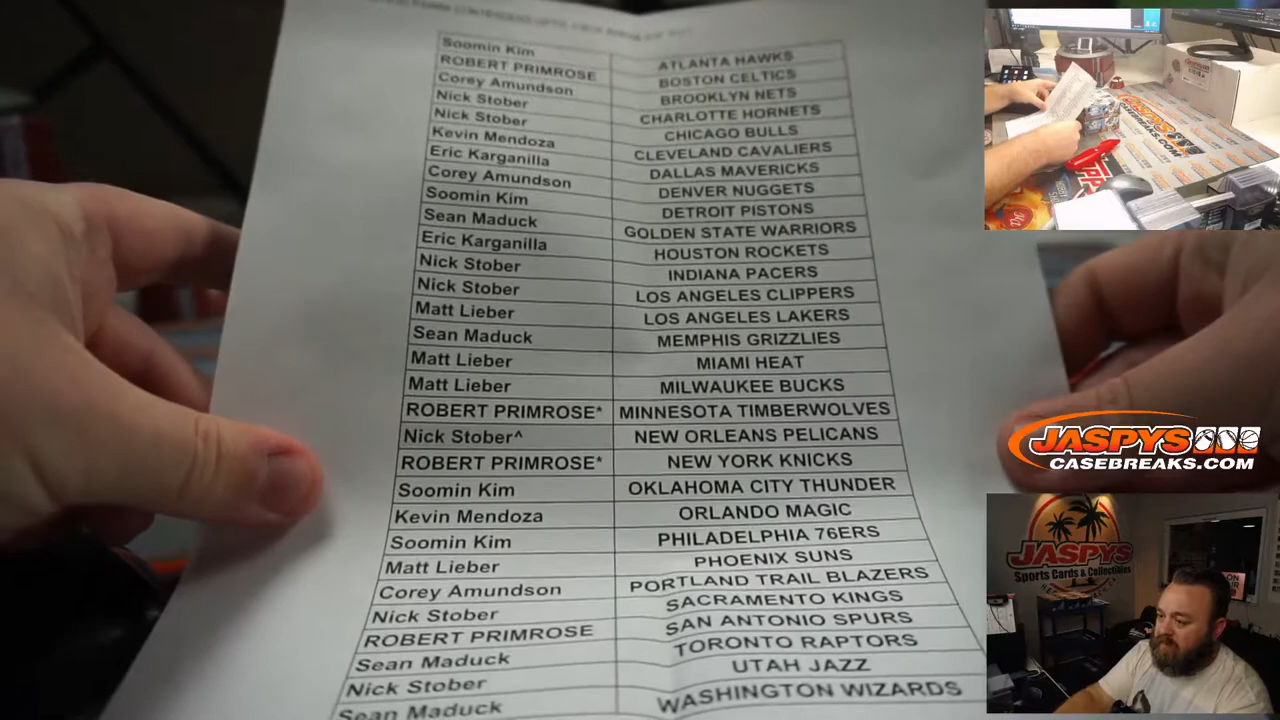 Soomin Kim ATLANTA HAWKS
ROBERT PRIMROSE BOSTON CELTICS
Corey Amundson BROOKLYN NETS
Nick Stober CHARLOTTE HORNETS
Nick Stober CHICAGO BULLS
Kevin Mendoza CLEVELAND CAVALIERS
Eric Karganilla DALLAS MAVERICKS
Corey Amundson DENVER NUGGETS
Soomin Kim DETROIT PISTONS
Sean Maduck GOLDEN STATE WARRIORS
Eric Karganilla HOUSTON ROCKETS
Nick Stober INDIANA PACERS
Nick Stober LOS ANGELES CLIPPERS
Matt Lieber LOS ANGELES LAKERS
Sean Maduck MEMPHIS GRIZZLIES
Matt Lieber MIAMI HEAT
Matt Lieber MILWAUKEE BUCKS
ROBERT PRIMROSE* MINNESOTA TIMBERWOLVES
Nick Stober^ NEW ORLEANS PELICANS
ROBERT PRIMROSE* NEW YORK KNICKS
Soomin Kim OKLAHOMA CITY THUNDER
Kevin Mendoza ORLANDO MAGIC
Soomin Kim PHILADELPHIA 76ERS
Matt Lieber PHOENIX SUNS
Corey Amundson PORTLAND TRAIL BLAZERS
Nick Stober SACRAMENTO KINGS
ROBERT PRIMROSE SAN ANTONIO SPURS
Sean Maduck TORONTO RAPTORS
Nick Stober UTAH JAZZ
Sean Maduck WASHINGTON WIZARDS
JASPYS
CASEBREAKS.COM
JASPYS
CASEBREAKS.COM
JASPYS
Sports Cards & Collectibles
ON
AIR